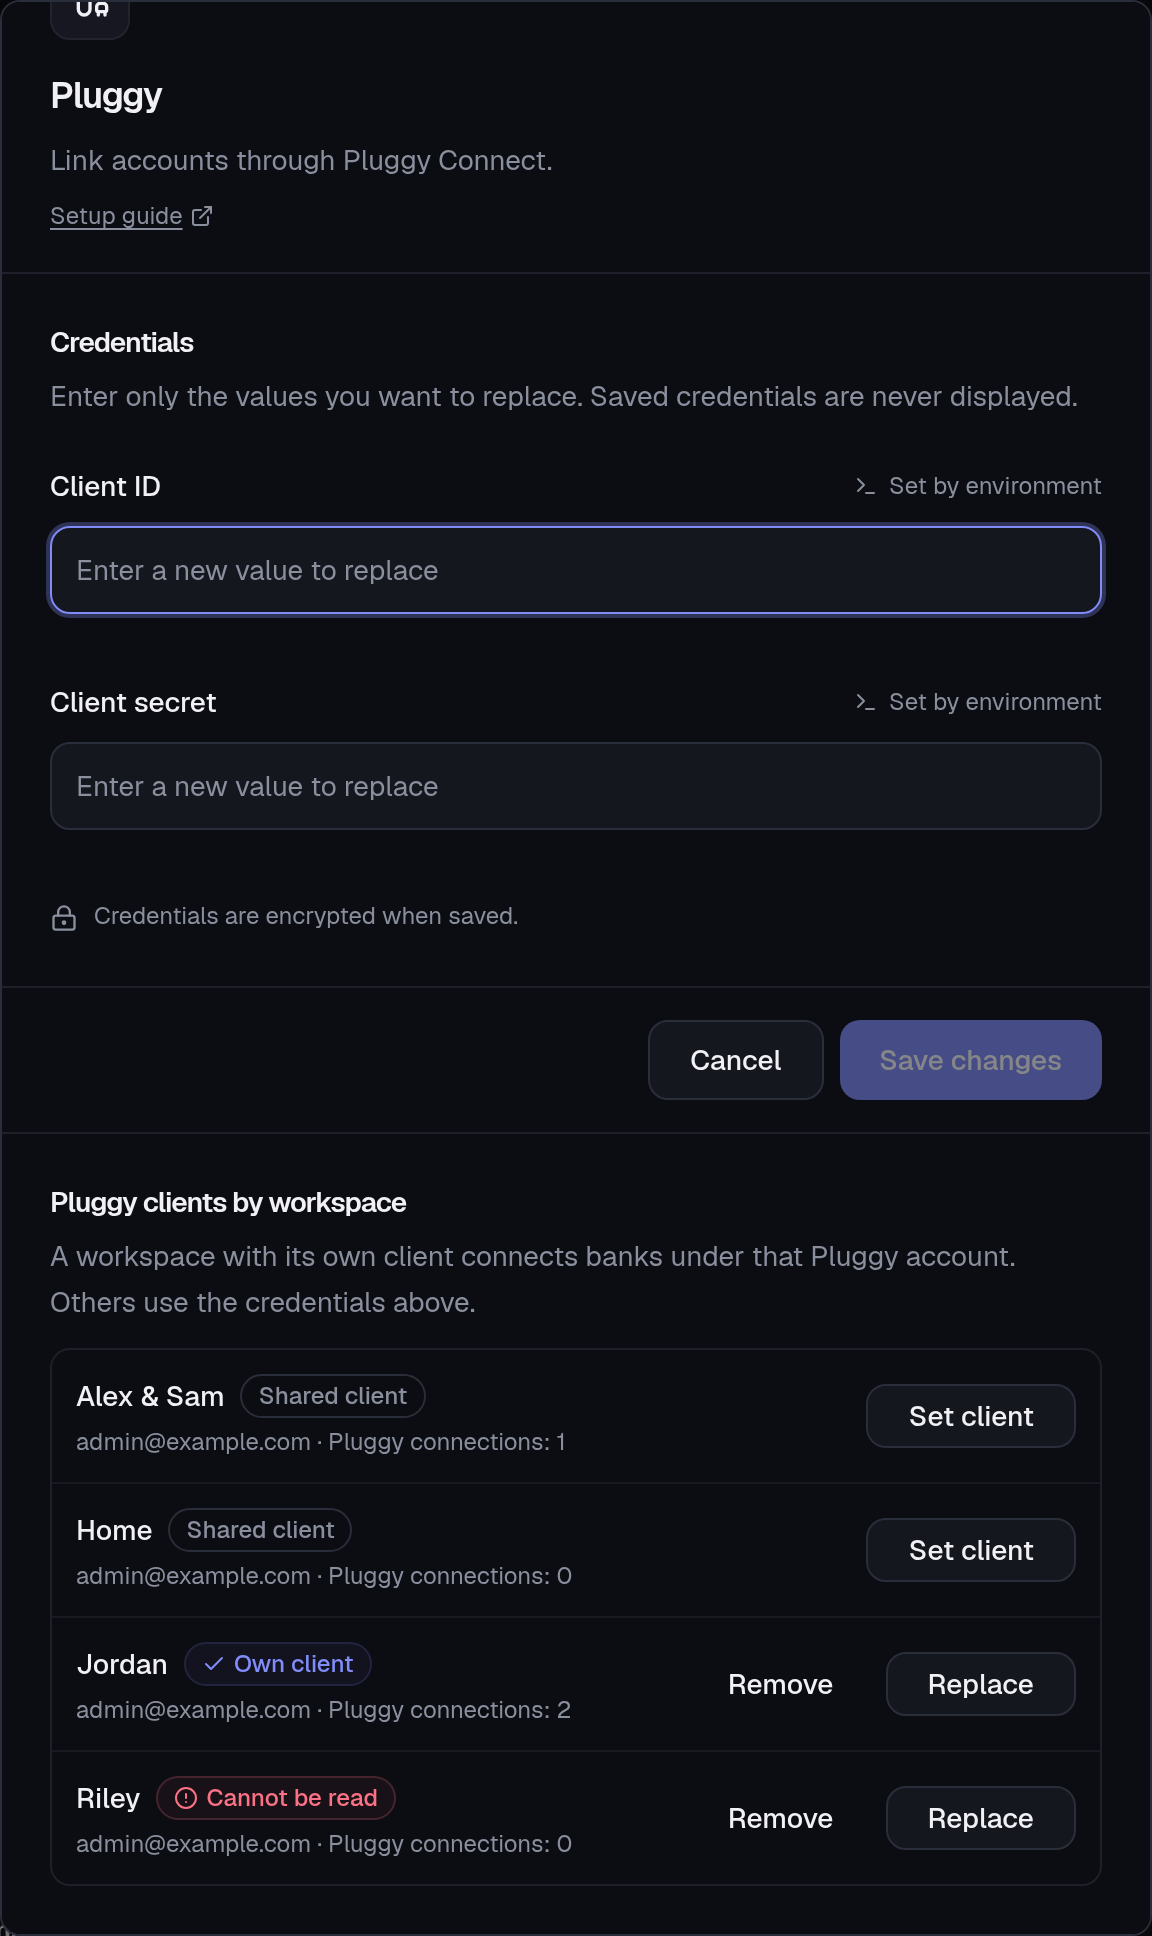 Pluggy
Link accounts through Pluggy Connect.
Setup guide
Credentials
Enter only the values you want to replace. Saved credentials are never displayed.
Client ID
Set by environment
Enter a new value to replace
Client secret
Set by environment
Enter a new value to replace
Credentials are encrypted when saved.
Cancel
Save changes
Pluggy clients by workspace
A workspace with its own client connects banks under that Pluggy account.
Others use the credentials above.
Alex & Sam
Shared client
Set client
admin@example.com · Pluggy connections: 1
Home
Shared client
Set client
admin@example.com · Pluggy connections: 0
Jordan
Own client
Remove
Replace
admin@example.com · Pluggy connections: 2
Riley
Cannot be read
Remove
Replace
admin@example.com · Pluggy connections: 0